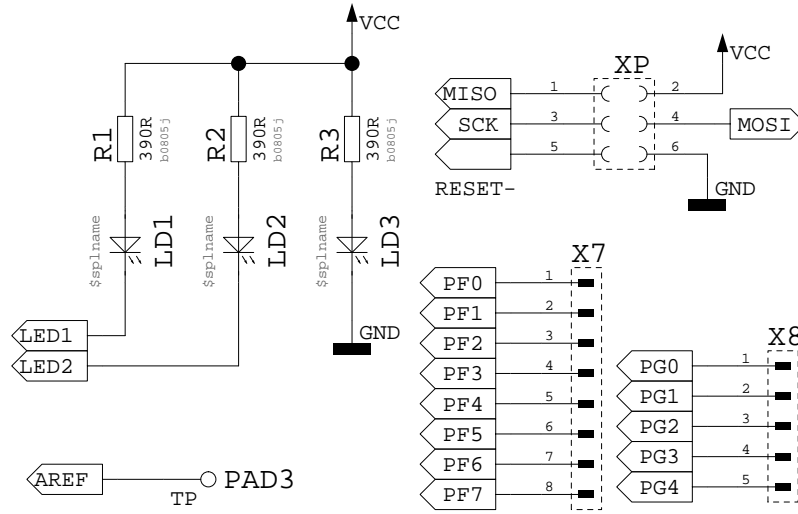 VCC
R1
390R
b0805j
R2
390R
b0805j
R3
390R
b0805j
$splname
LD1
$splname
LD2
$splname
LD3
LED1
LED2
GND
AREF
TP
PAD3
XP
VCC
MISO
1
2
SCK
3
4
MOSI
5
6
RESET-
GND
X7
PF0
1
PF1
2
PF2
3
PF3
4
PF4
5
PF5
6
PF6
7
PF7
8
X8
PG0
1
PG1
2
PG2
3
PG3
4
PG4
5